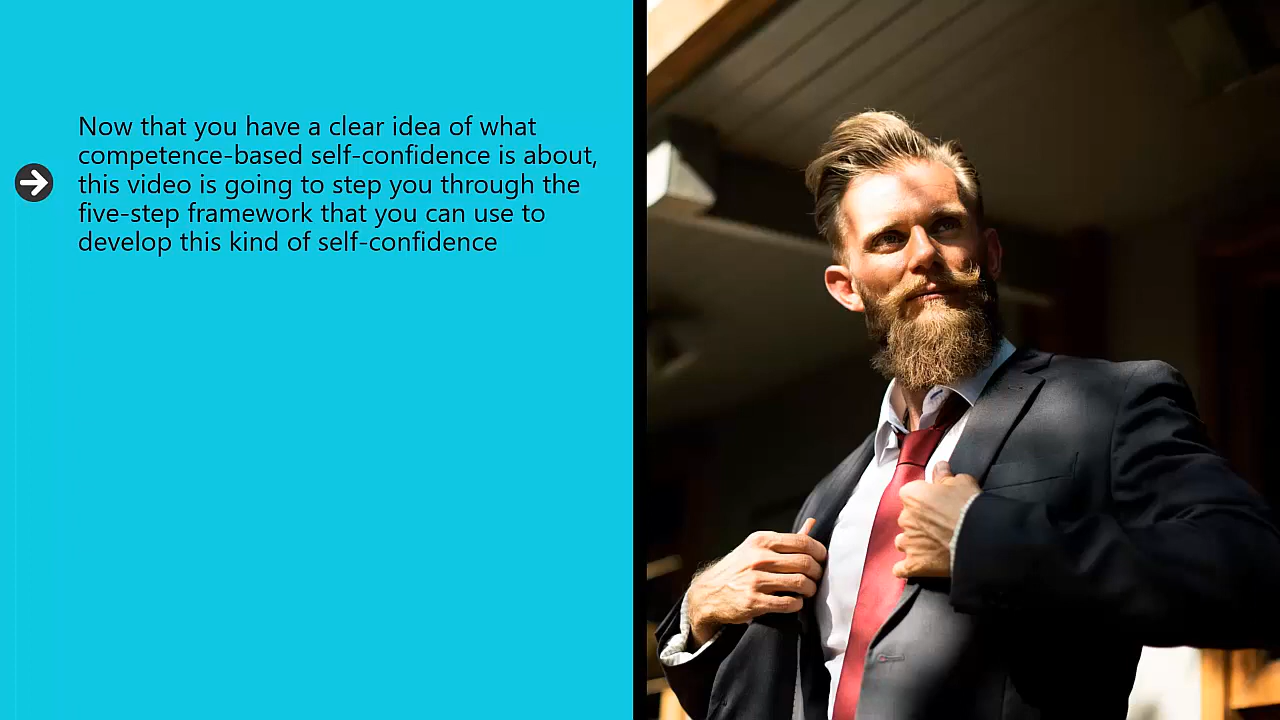 Now that you have a clear idea of what
competence-based self-confidence is about,
this video is going to step you through the
five-step framework that you can use to
develop this kind of self-confidence